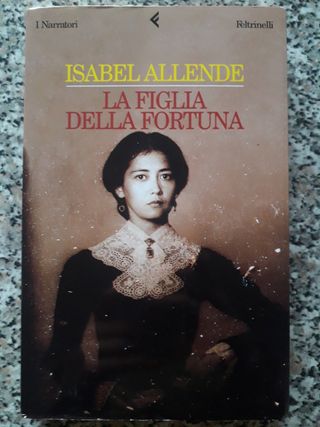 I Narratori
Feltrinelli
ISABEL ALLENDE
LA FIGLIA
DELLA FORTUNA